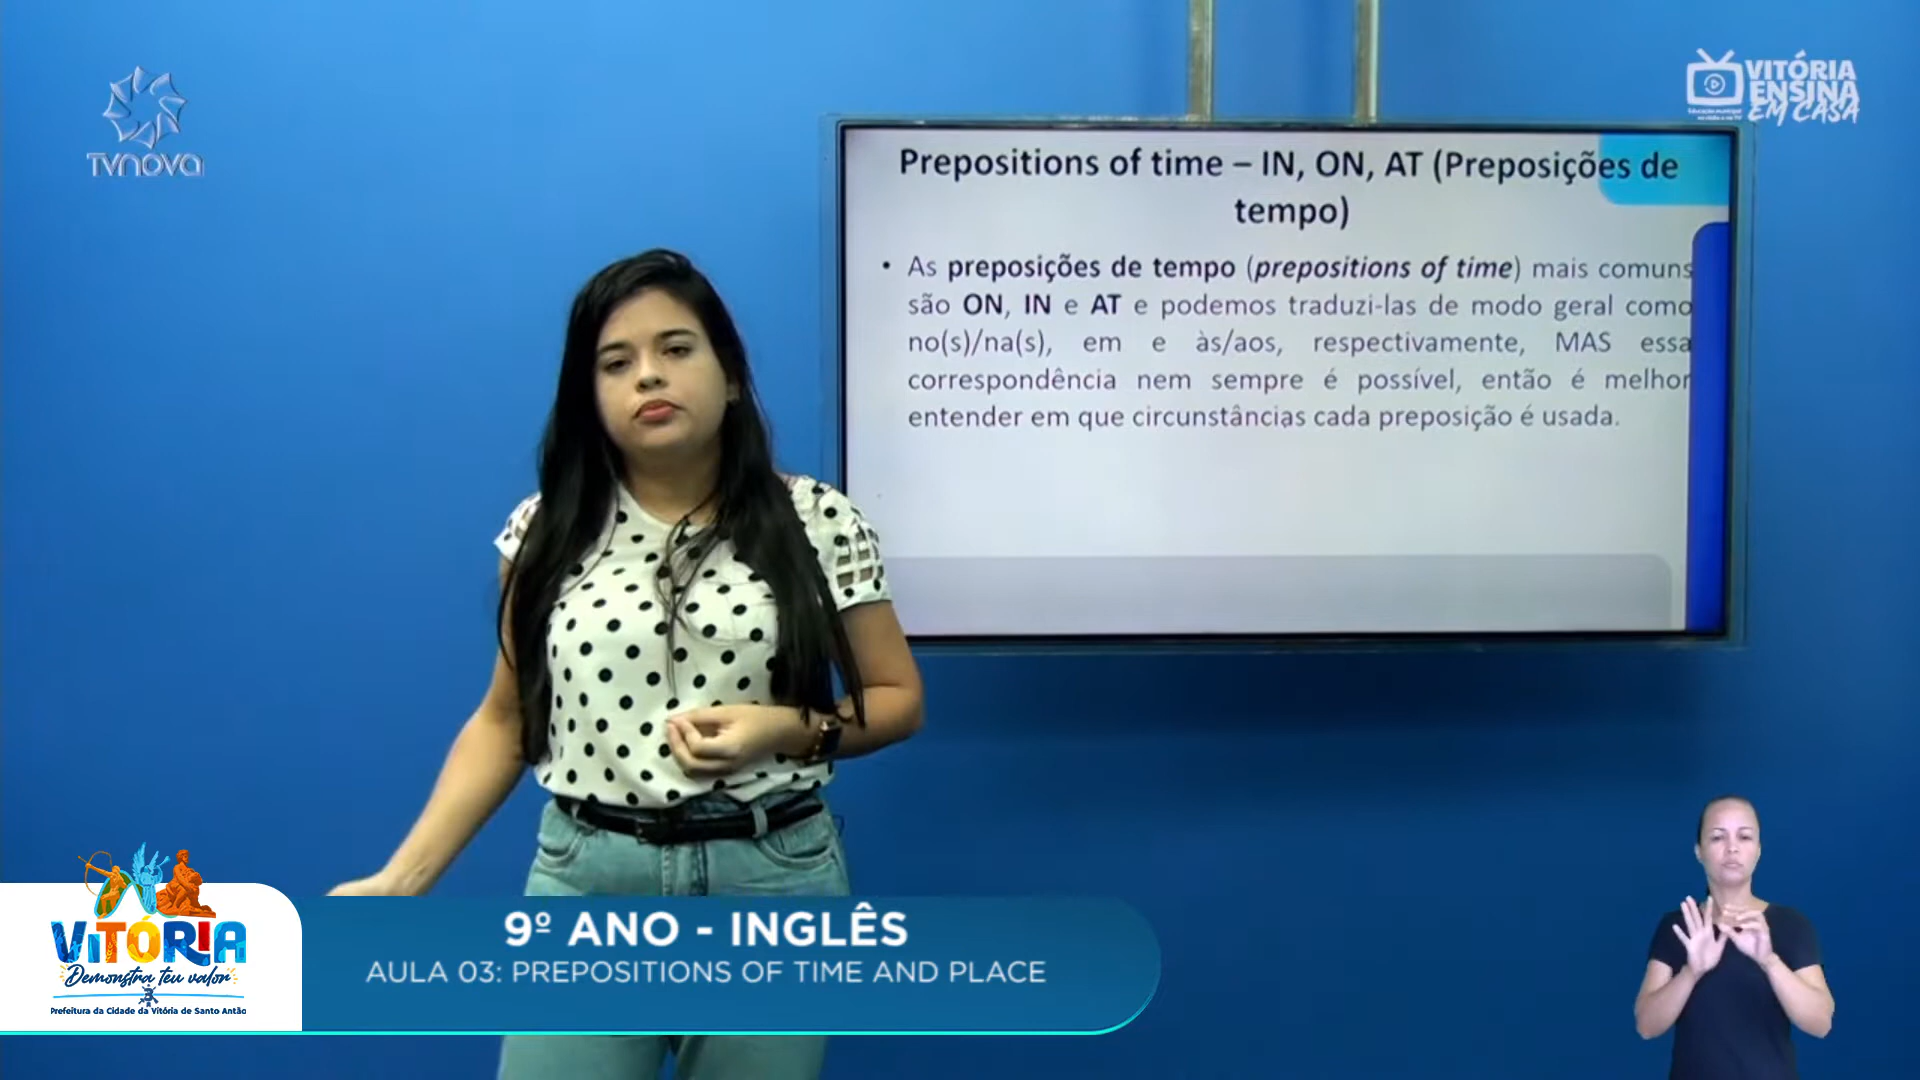 TVNOVA
VITÓRIA
ENSINA
EM CASA
Prepositions of time – IN, ON, AT (Preposições de
tempo)
• As preposições de tempo (prepositions of time) mais comuns
são ON, IN e AT e podemos traduzi-las de modo geral como
no(s)/na(s), em e às/aos, respectivamente, MAS essa
correspondência nem sempre é possível, então é melhor
entender em que circunstâncias cada preposição é usada.
9º ANO - INGLÊS
AULA 03: PREPOSITIONS OF TIME AND PLACE
VITÓRIA
Demonstra teu valor
Prefeitura da Cidade da Vitória de Santo Antão